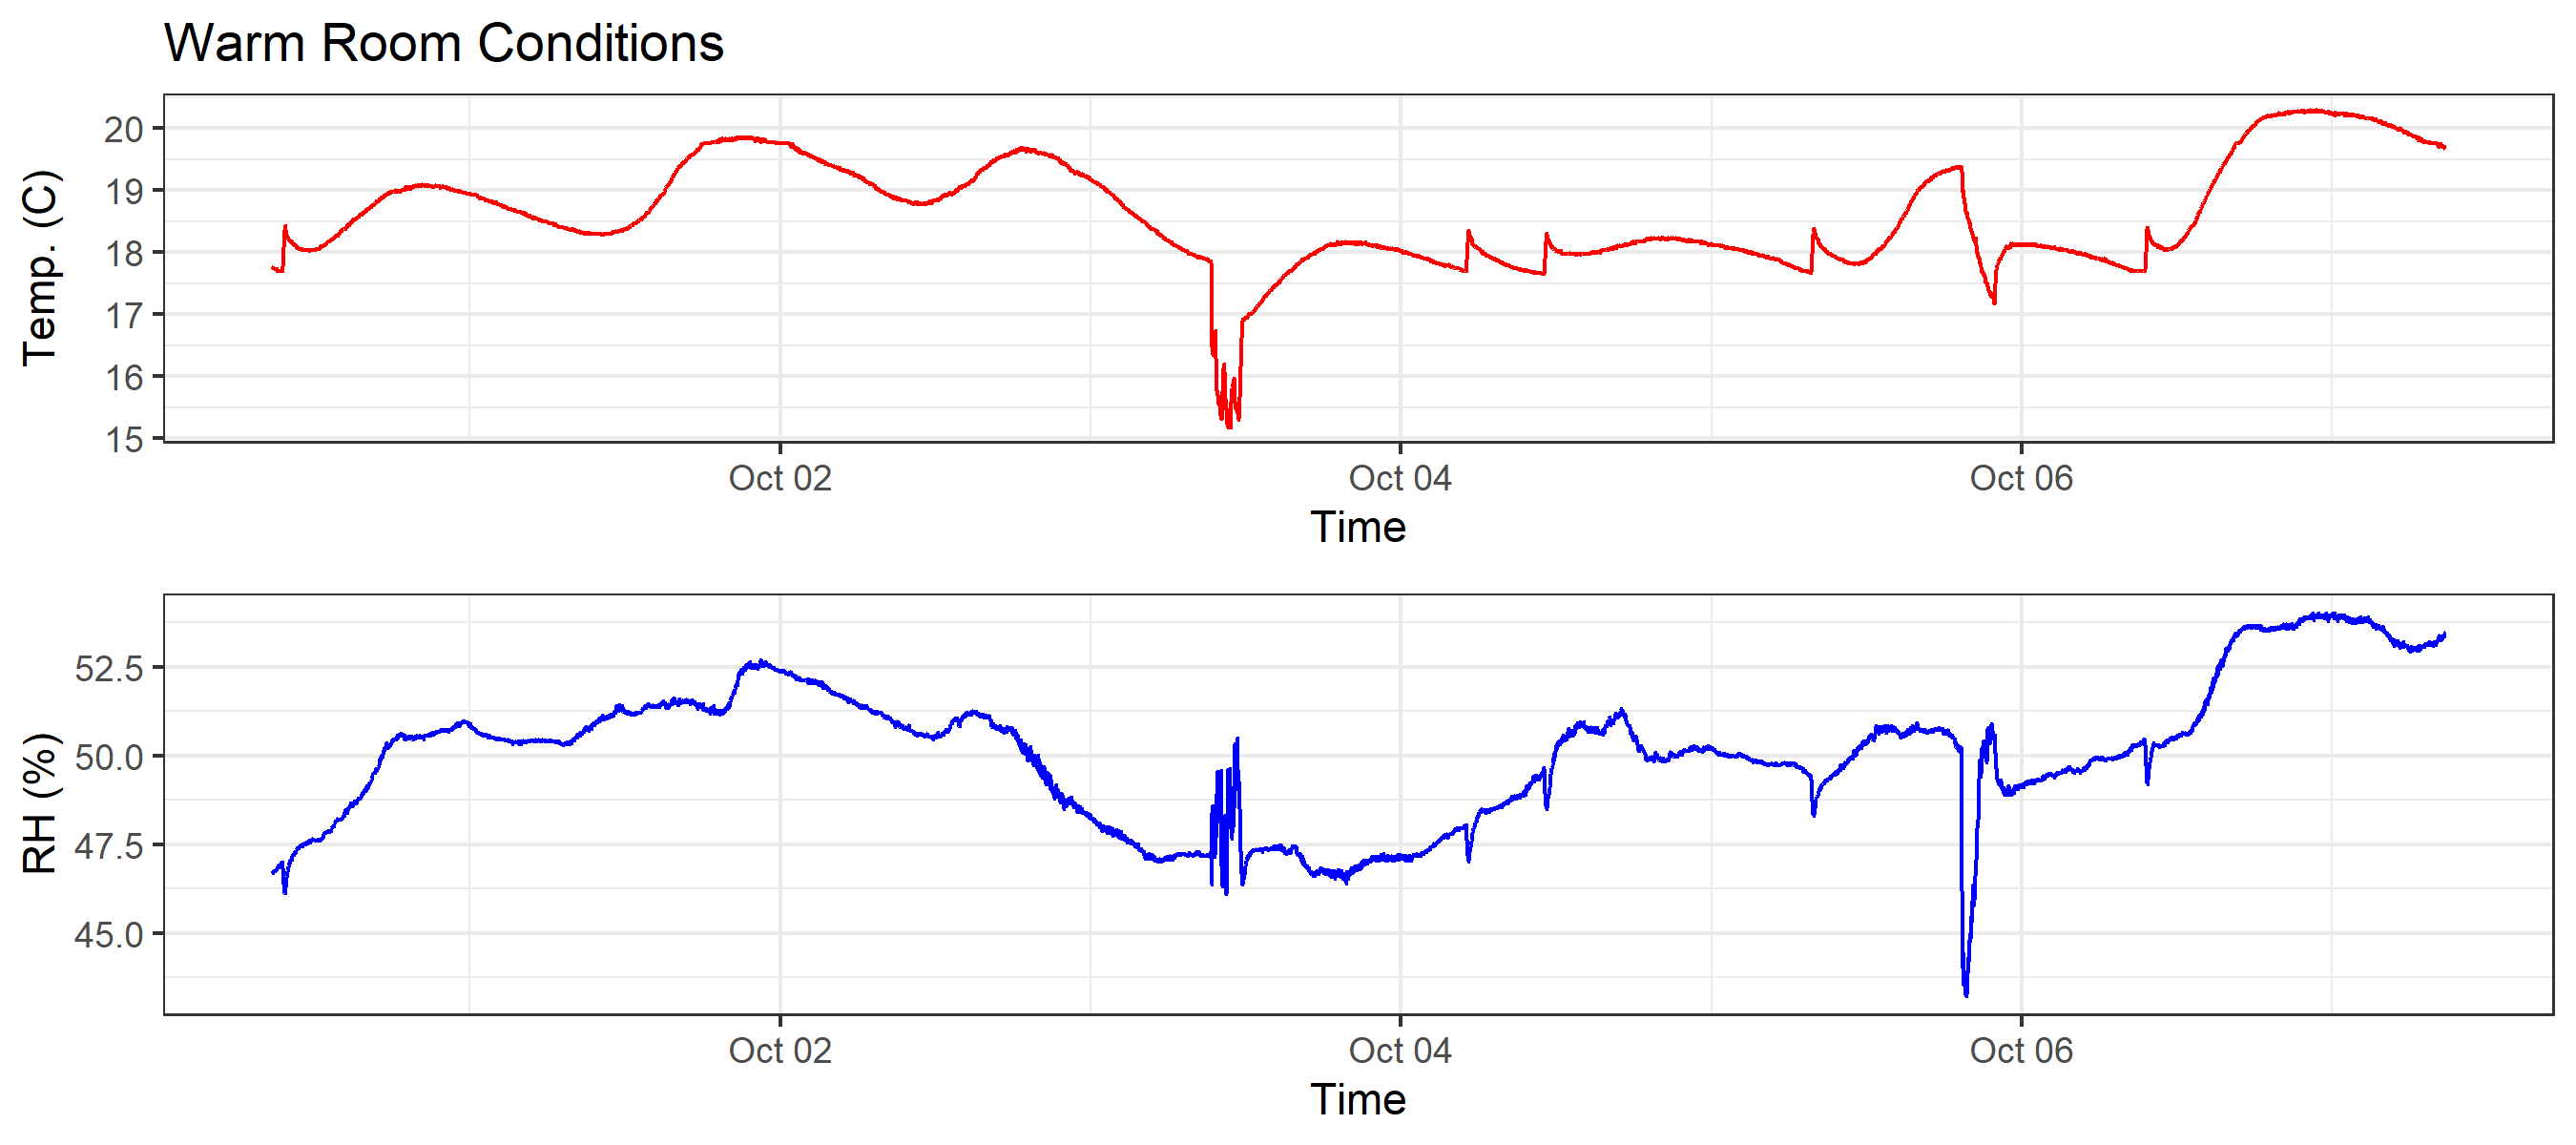 Warm Room Conditions
Temp. (C)
20
19
18
17
16
15
Oct 02 Oct 04 Oct 06
Time
RH (%)
52.5
50.0
47.5
45.0
Oct 02 Oct 04 Oct 06
Time